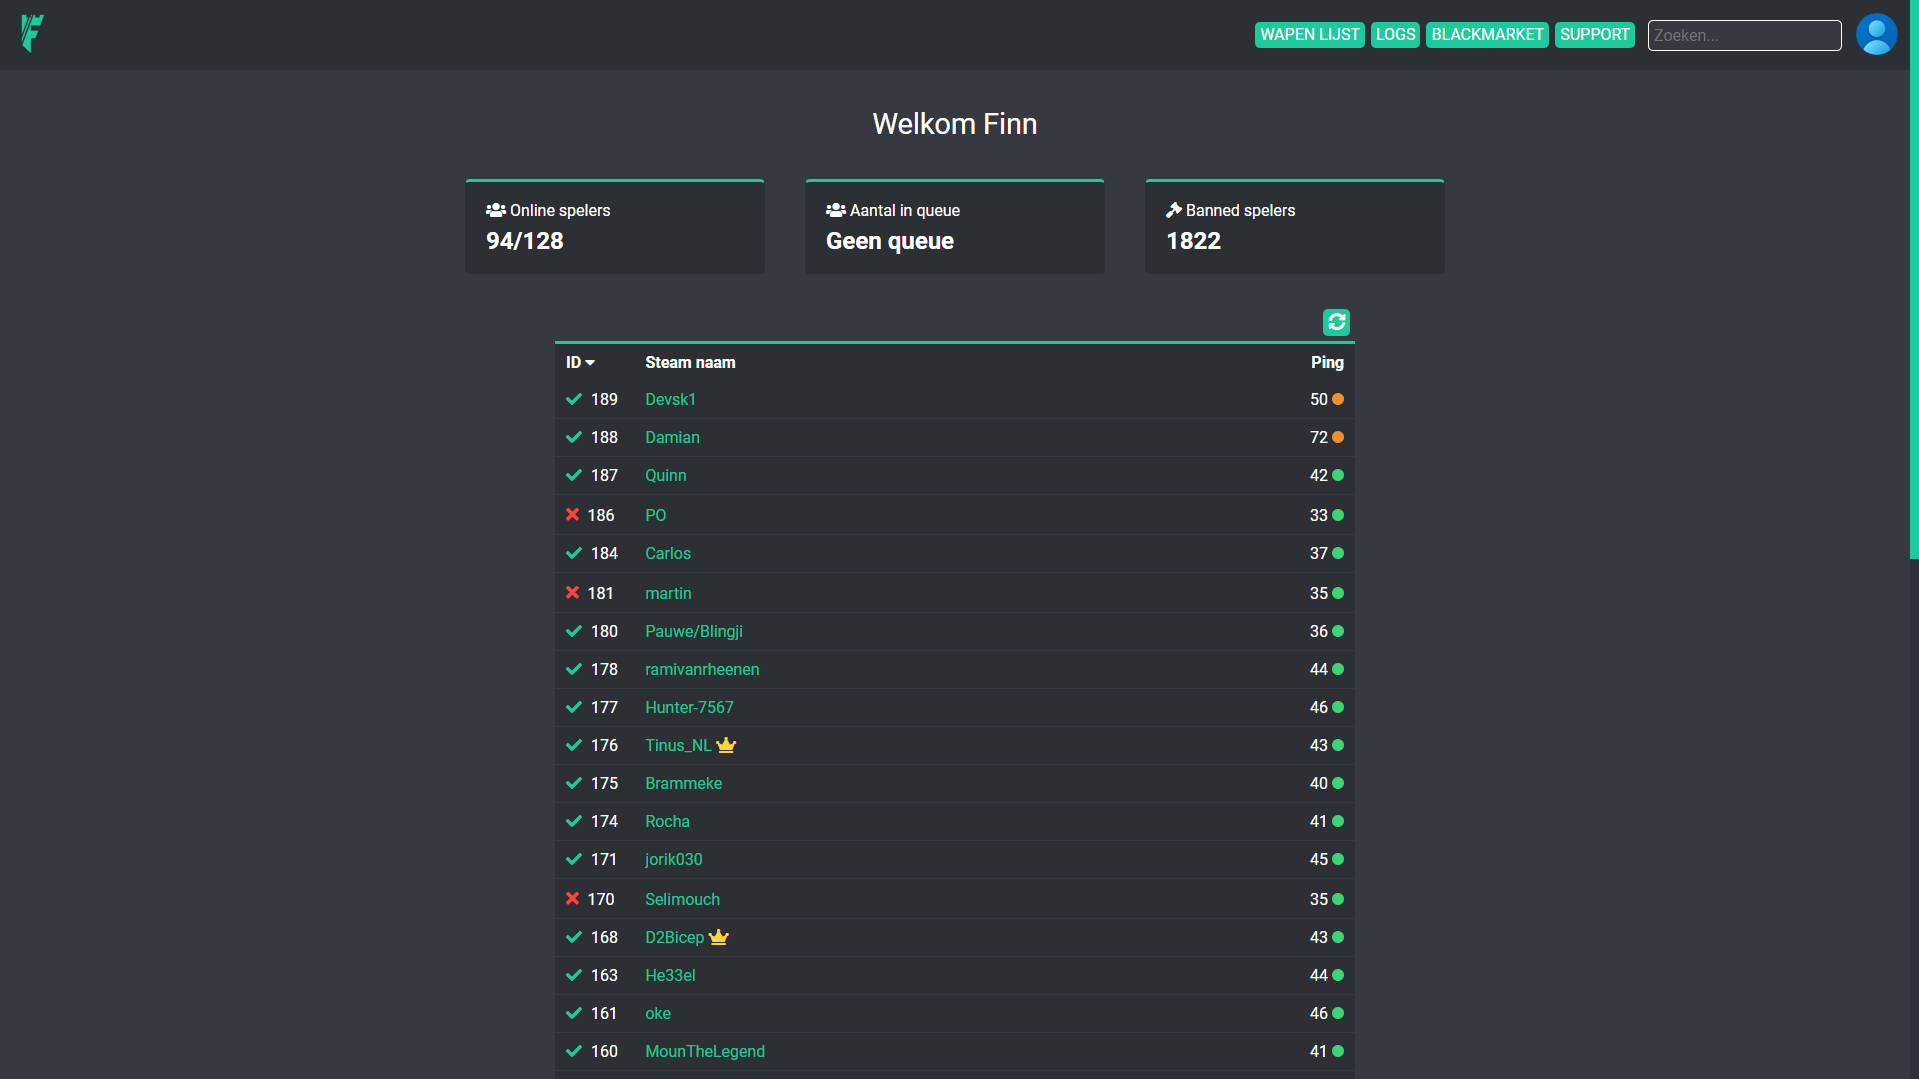 WAPEN LIJST LOGS BLACKMARKET SUPPORT Zoeken...
Welkom Finn
Online spelers
94/128
Aantal in queue
Geen queue
Banned spelers
1822
ID Steam naam Ping
189 Devsk1 50
188 Damian 72
187 Quinn 42
186 PO 33
184 Carlos 37
181 martin 35
180 Pauwe/Blingji 36
178 ramivanrheenen 44
177 Hunter-7567 46
176 Tinus_NL 43
175 Brammeke 40
174 Rocha 41
171 jorik030 45
170 Selimouch 35
168 D2Bicep 43
163 He33el 44
161 oke 46
160 MounTheLegend 41